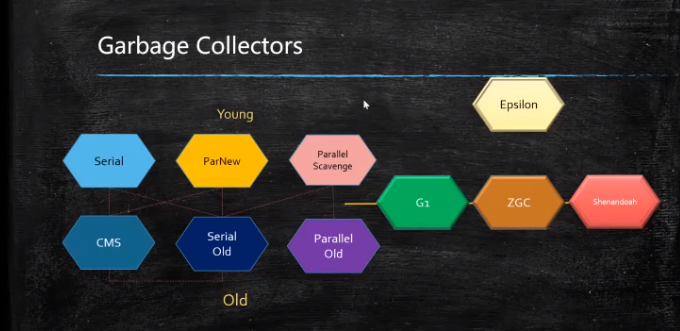 Garbage Collectors
Epsilon
Young
Serial
ParNew
Parallel
Scavenge
G1
ZGC
Shenandoah
CMS
Serial
Old
Parallel
Old
Old